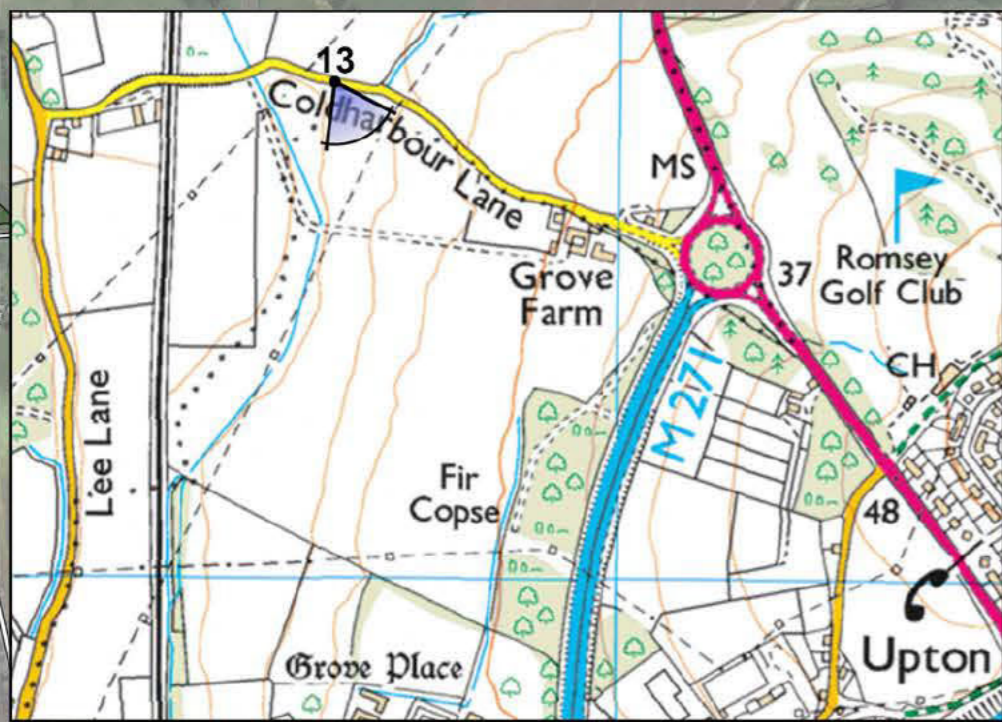 13
Coldharbour Lane
MS
37
Romsey
Golf Club
Grove
Farm
CH
M 271
Lee Lane
Fir
Copse
48
Grove Place
Upton